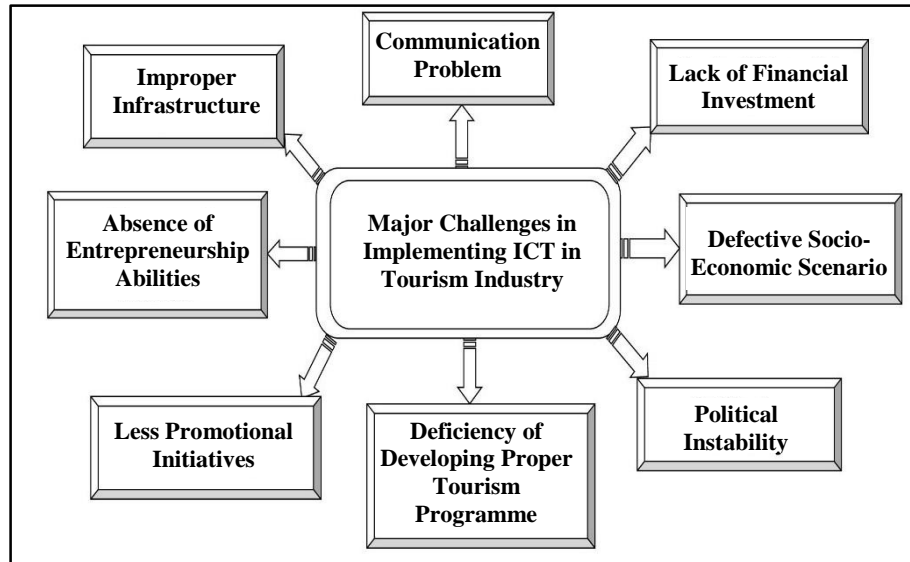 Communication
Problem
Improper
Infrastructure
Lack of Financial
Investment
Absence of
Entrepreneurship
Abilities
Major Challenges in
Implementing ICT in
Tourism Industry
Defective Socio-
Economic Scenario
Less Promotional
Initiatives
Deficiency of
Developing Proper
Tourism
Programme
Political
Instability